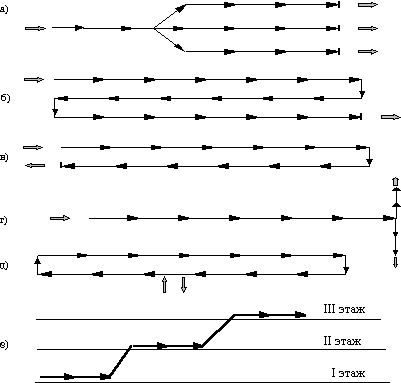 а)
б)
в)
г)
д)
III этаж
II этаж
е)
I этаж